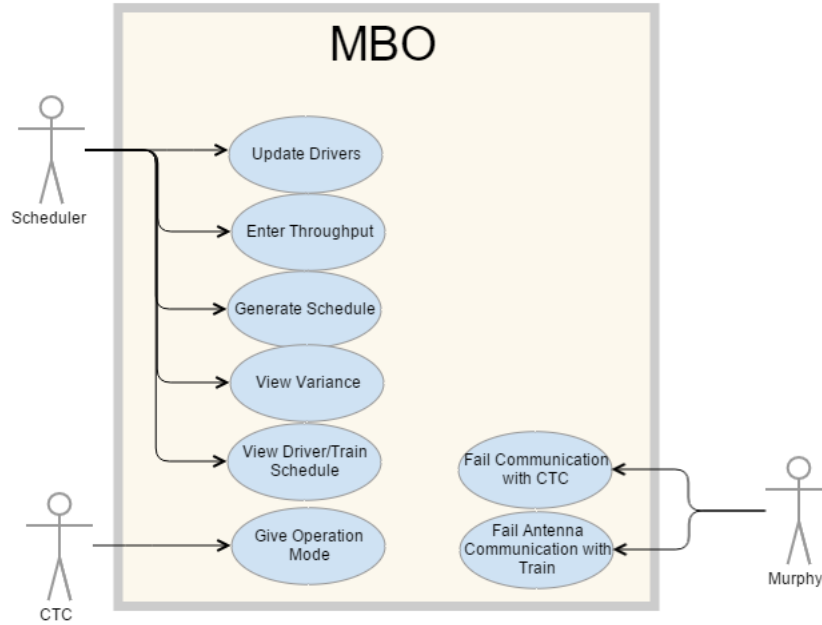 MBO
Scheduler
Update Drivers
Enter Throughput
Generate Schedule
View Variance
View Driver/Train
Schedule
Give Operation
Mode
CTC
Fail Communication
with CTC
Fail Antenna
Communication with
Train
Murphy